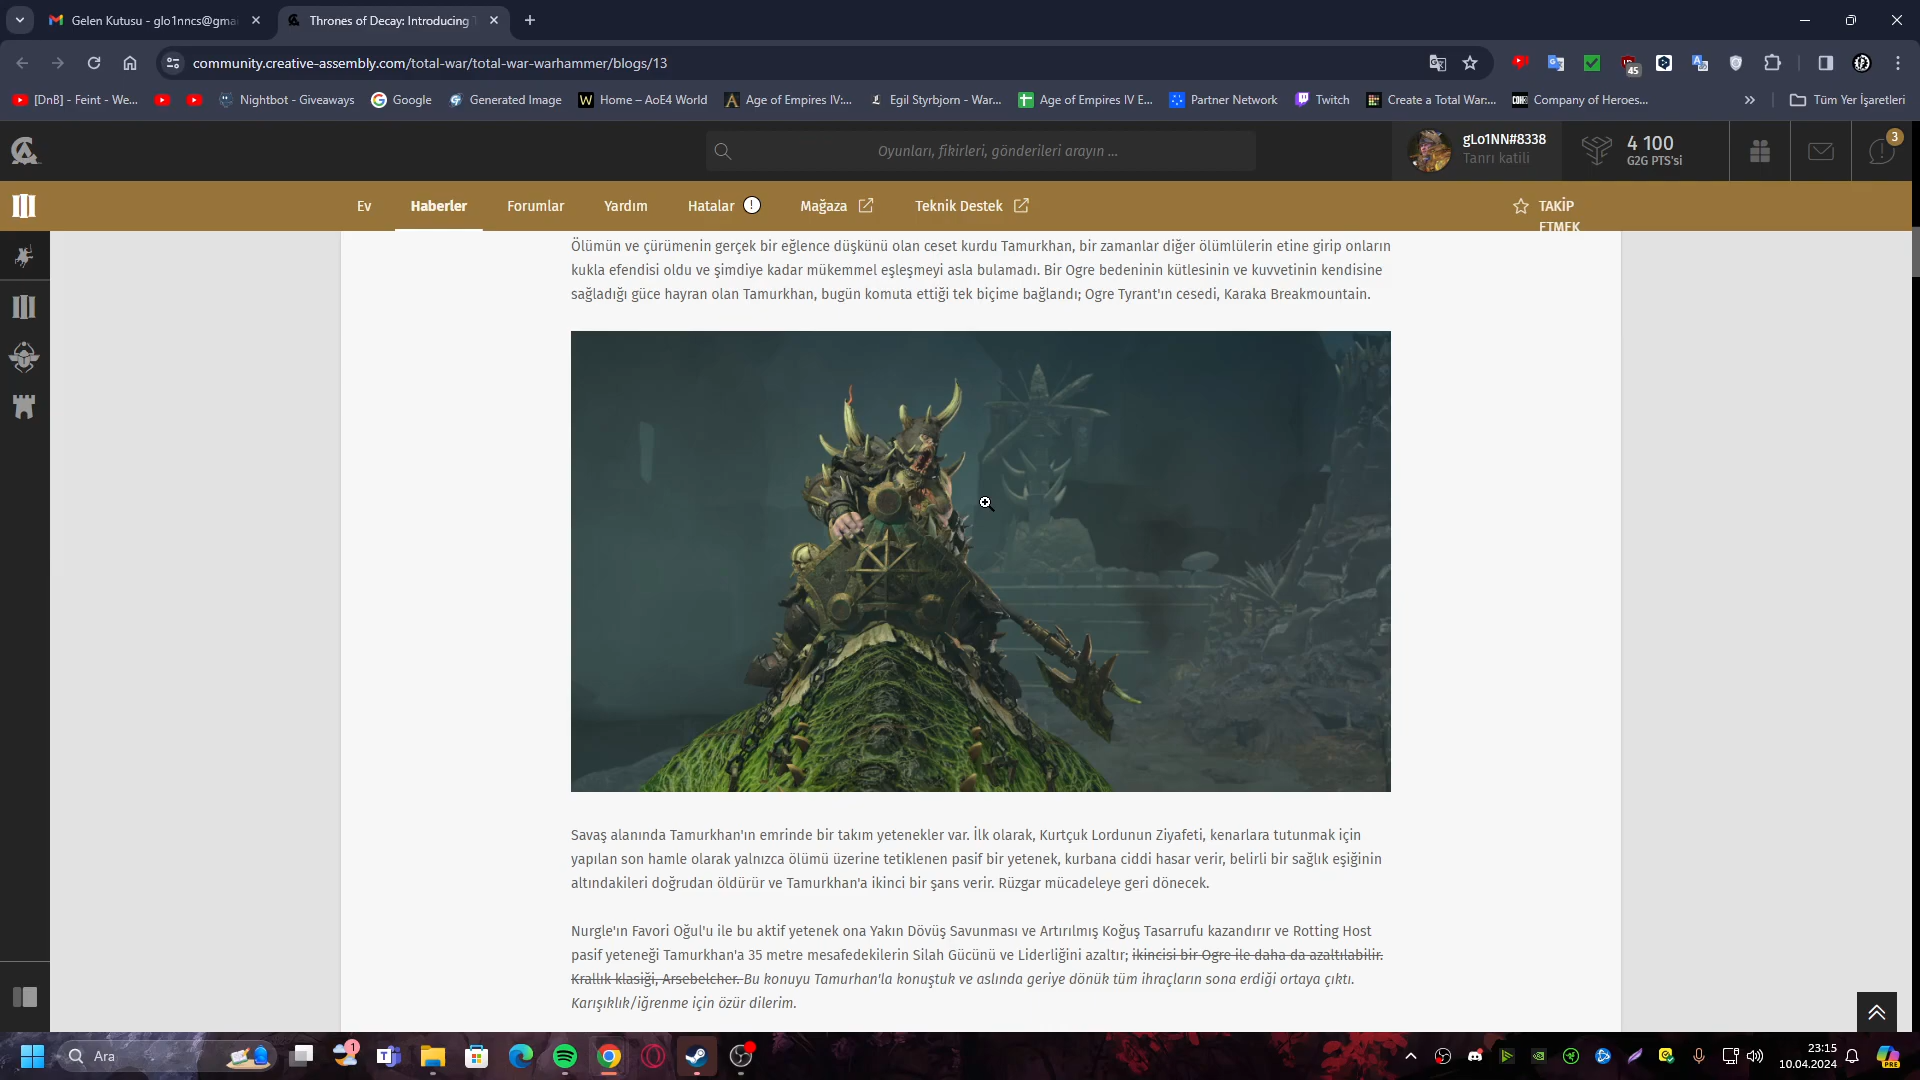 Gelen Kutusu - glo1nncs@gma
Thrones of Decay: Introducing
community.creative-assembly.com/total-war/total-war-warhammer/blogs/13
45
[DnB] - Feint - We...
Nightbot - Giveaways
Google
Generated Image
Home – AoE4 World
Age of Empires IV:...
Egil Styrbjorn - War...
Age of Empires IV E...
Partner Network
Twitch
Create a Total War:...
Company of Heroes...
Tüm Yer İşaretleri
Oyunları, fikirleri, gönderileri arayın ...
gLo1NN#8338
Tanrı katili
4 100
G2G PTS'si
3
Ev
Haberler
Forumlar
Yardım
Hatalar
Mağaza
Teknik Destek
TAKİP
ETMEK
Ölümün ve çürümenin gerçek bir eğlence düşkünü olan ceset kurdu Tamurkhan, bir zamanlar diğer ölümlülerin etine girip onların
kukla efendisi oldu ve şimdiye kadar mükemmel eşleşmeyi asla bulamadı. Bir Ogre bedeninin kütlesinin ve kuvvetinin kendisine
sağladığı güce hayran olan Tamurkhan, bugün komuta ettiği tek biçime bağlandı; Ogre Tyrant'ın cesedi, Karaka Breakmountain.
Savaş alanında Tamurkhan'ın emrinde bir takım yetenekler var. İlk olarak, Kurtçuk Lordunun Ziyafeti, kenarlara tutunmak için
yapılan son hamle olarak yalnızca ölümü üzerine tetiklenen pasif bir yetenek, kurbana ciddi hasar verir, belirli bir sağlık eşiğinin
altındakileri doğrudan öldürür ve Tamurkhan'a ikinci bir şans verir. Rüzgar mücadeleye geri dönecek.
Nurgle'ın Favori Oğul'u ile bu aktif yetenek ona Yakın Dövüş Savunması ve Artırılmış Koğuş Tasarrufu kazandırır ve Rotting Host
pasif yeteneği Tamurkhan'a 35 metre mesafedekilerin Silah Gücünü ve Liderliğini azaltır; ikincisi bir Ogre ile daha da azaltılabilir.
Krallık klasiği, Arsebelcher. Bu konuyu Tamurhan'la konuştuk ve aslında geriye dönük tüm ihraçların sona erdiği ortaya çıktı.
Karışıklık/iğrenme için özür dilerim.
Ara
1
23:15
10.04.2024
PRE